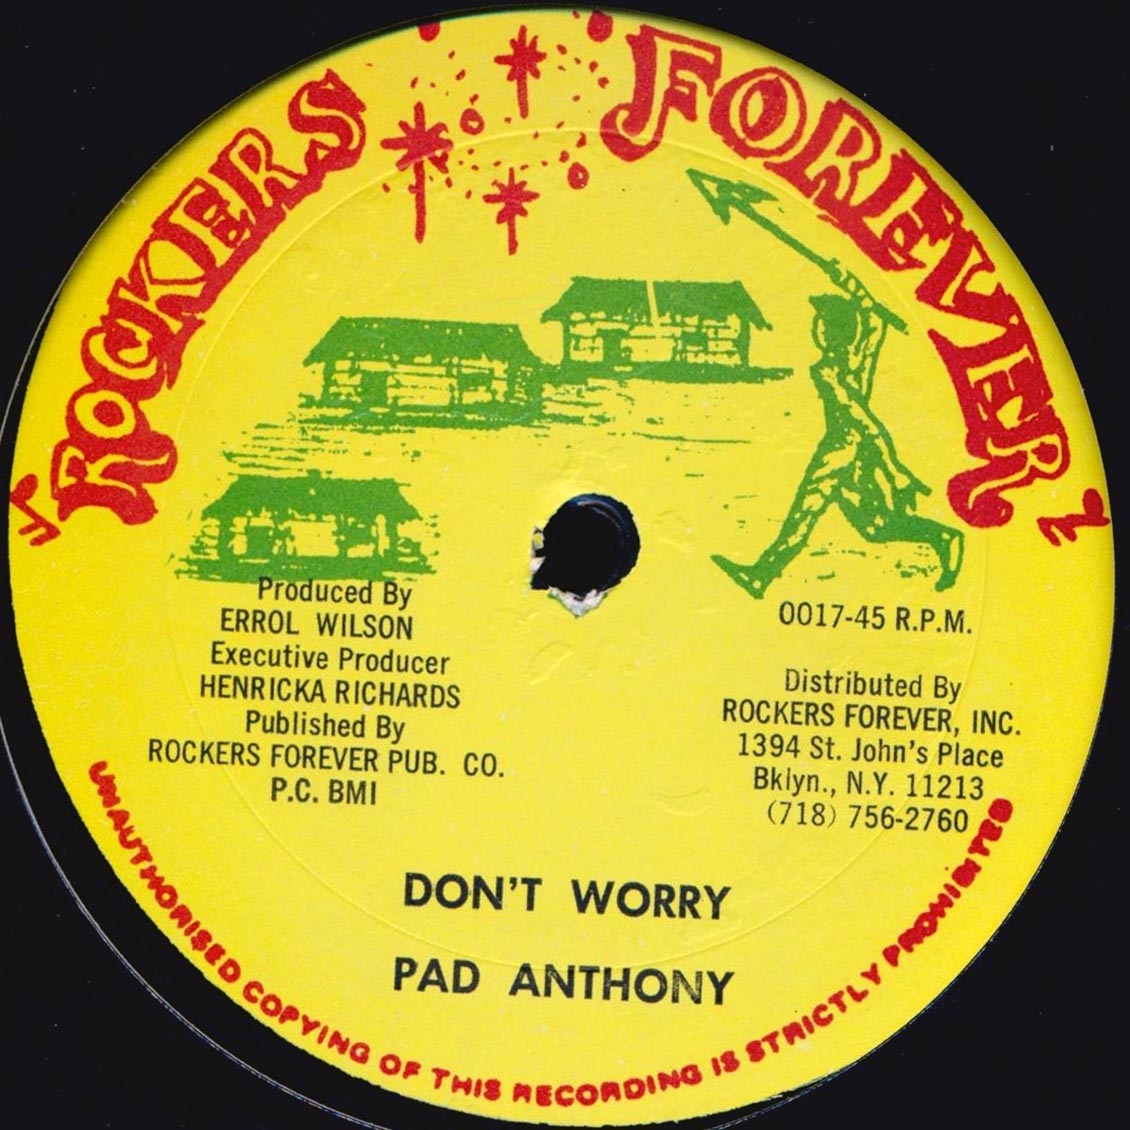 "ROCKERS FOREVER"
Produced By
ERROL WILSON
Executive Producer
HENRICKA RICHARDS
Published By
ROCKERS FOREVER PUB. CO.
P.C. BMI
0017-45 R.P.M.
Distributed By
ROCKERS FOREVER, INC.
1394 St. John's Place
Bklyn., N.Y. 11213
(718) 756-2760
DON'T WORRY
PAD ANTHONY
UNAUTHORISED COPYING OF THIS RECORDING IS STRICTLY PROHIBITED